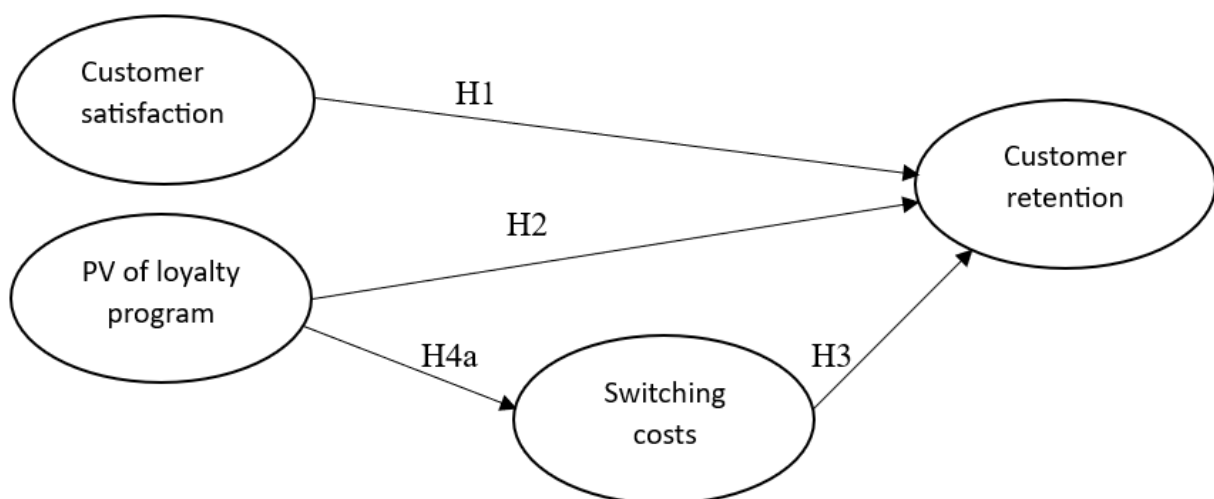 Customer
satisfaction
H1
Customer
retention
H2
PV of loyalty
program
H4a
H3
Switching
costs